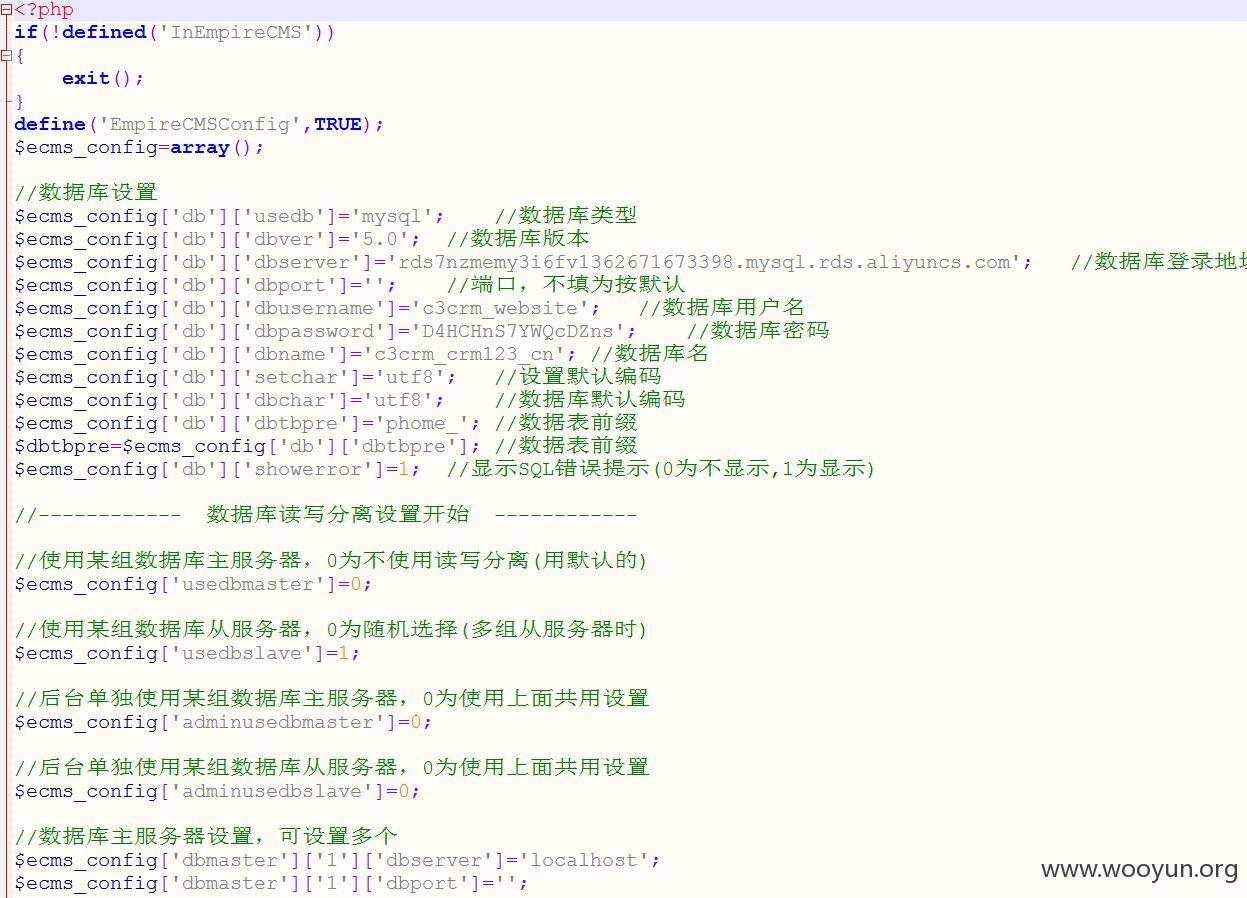 <?php
if(!defined('InEmpireCMS'))
{
    exit();
}
define('EmpireCMSConfig',TRUE);
$ecms_config=array();

//数据库设置
$ecms_config['db']['usedb']='mysql';    //数据库类型
$ecms_config['db']['dbver']='5.0';  //数据库版本
$ecms_config['db']['dbserver']='rds7nzmemy3i6fv1362671673398.mysql.rds.aliyuncs.com';   //数据库登录地
$ecms_config['db']['dbport']='';    //端口，不填为按默认
$ecms_config['db']['dbusername']='c3crm_website';   //数据库用户名
$ecms_config['db']['dbpassword']='D4HCHnS7YWQcDZns';    //数据库密码
$ecms_config['db']['dbname']='c3crm_crm123_cn'; //数据库名
$ecms_config['db']['setchar']='utf8';   //设置默认编码
$ecms_config['db']['dbchar']='utf8';    //数据库默认编码
$ecms_config['db']['dbtbpre']='phome_'; //数据表前缀
$dbtbpre=$ecms_config['db']['dbtbpre']; //数据表前缀
$ecms_config['db']['showerror']=1;  //显示SQL错误提示(0为不显示,1为显示)

//------------  数据库读写分离设置开始  ------------

//使用某组数据库主服务器，0为不使用读写分离(用默认的)
$ecms_config['usedbmaster']=0;

//使用某组数据库从服务器，0为随机选择(多组从服务器时)
$ecms_config['usedbslave']=1;

//后台单独使用某组数据库主服务器，0为使用上面共用设置
$ecms_config['adminusedbmaster']=0;

//后台单独使用某组数据库从服务器，0为使用上面共用设置
$ecms_config['adminusedbslave']=0;

//数据库主服务器设置，可设置多个
$ecms_config['dbmaster']['1']['dbserver']='localhost';
$ecms_config['dbmaster']['1']['dbport']='';
www.wooyun.org